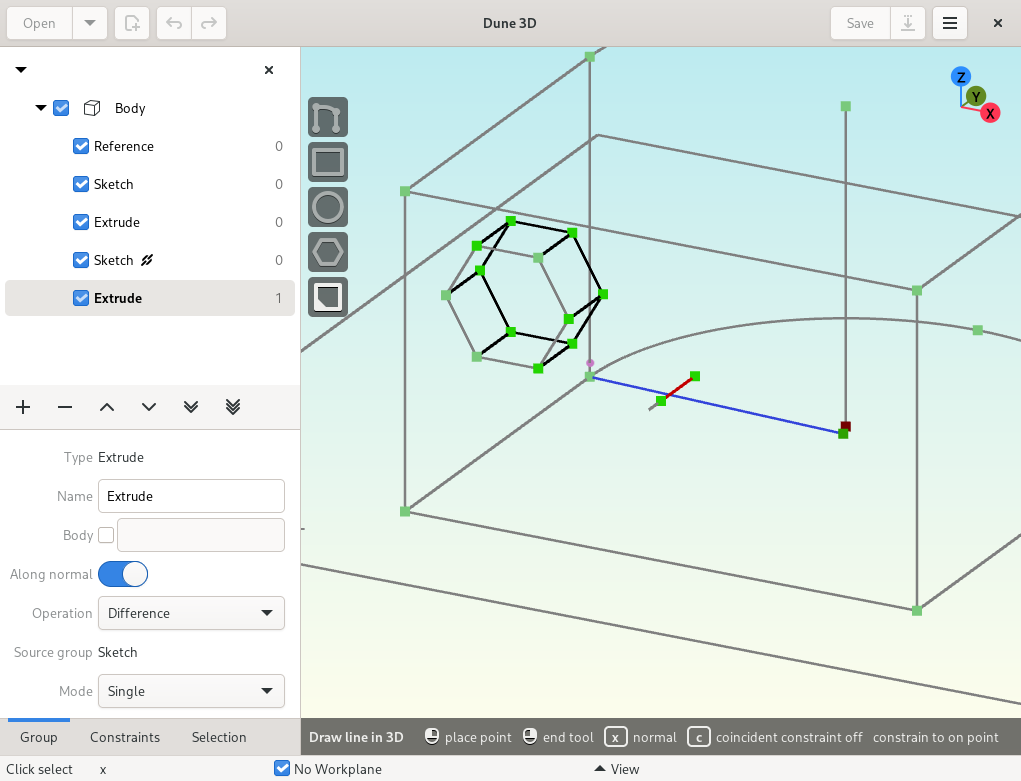 Open
Dune 3D
Save
Body
Reference 0
Sketch 0
Extrude 0
Sketch 0
Extrude 1
Type Extrude
Name Extrude
Body
Along normal
Operation Difference
Source group Sketch
Mode Single
Group Constraints Selection
Z
Y
X
Draw line in 3D place point end tool x normal c coincident constraint off constrain to on point
Click select x No Workplane View